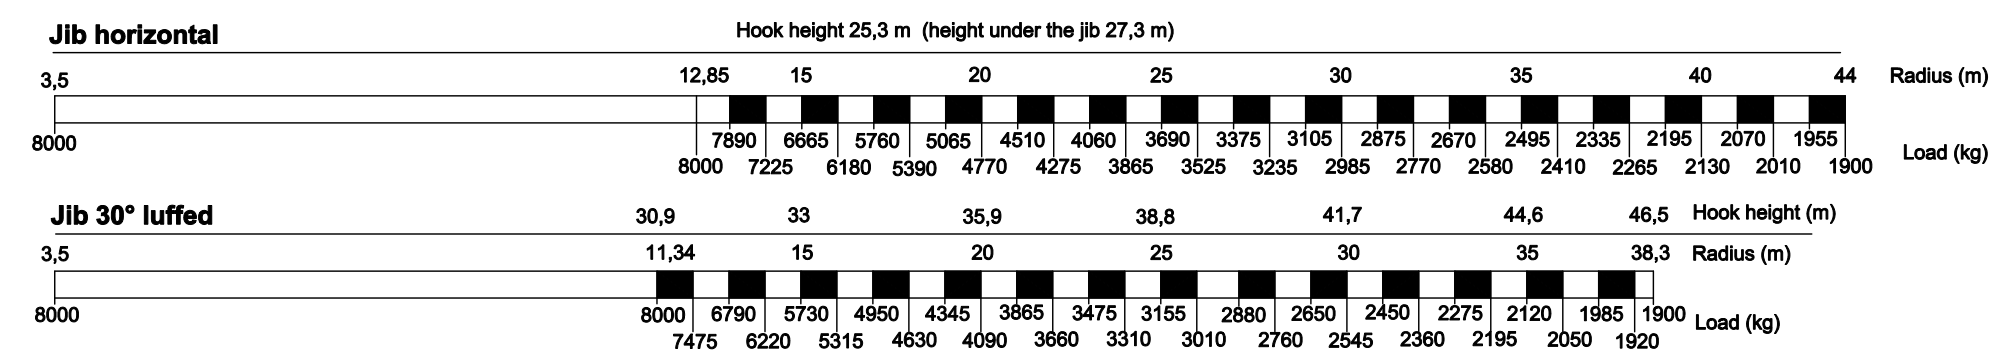 Jib horizontal Hook height 25,3 m (height under the jib 27,3 m)
3,5 12,85 15 20 25 30 35 40 44 Radius (m)
7890 6665 5760 5065 4510 4060 3690 3375 3105 2875 2670 2495 2335 2195 2070 1955
8000 8000 7225 6180 5390 4770 4275 3865 3525 3235 2985 2770 2580 2410 2265 2130 2010 1900 Load (kg)
Jib 30° luffed 30,9 33 35,9 38,8 41,7 44,6 46,5 Hook height (m)
3,5 11,34 15 20 25 30 35 38,3 Radius (m)
8000 8000 6790 5730 4950 4345 3865 3475 3155 2880 2650 2450 2275 2120 1985 1900 Load (kg)
7475 6220 5315 4630 4090 3660 3310 3010 2760 2545 2360 2195 2050 1920